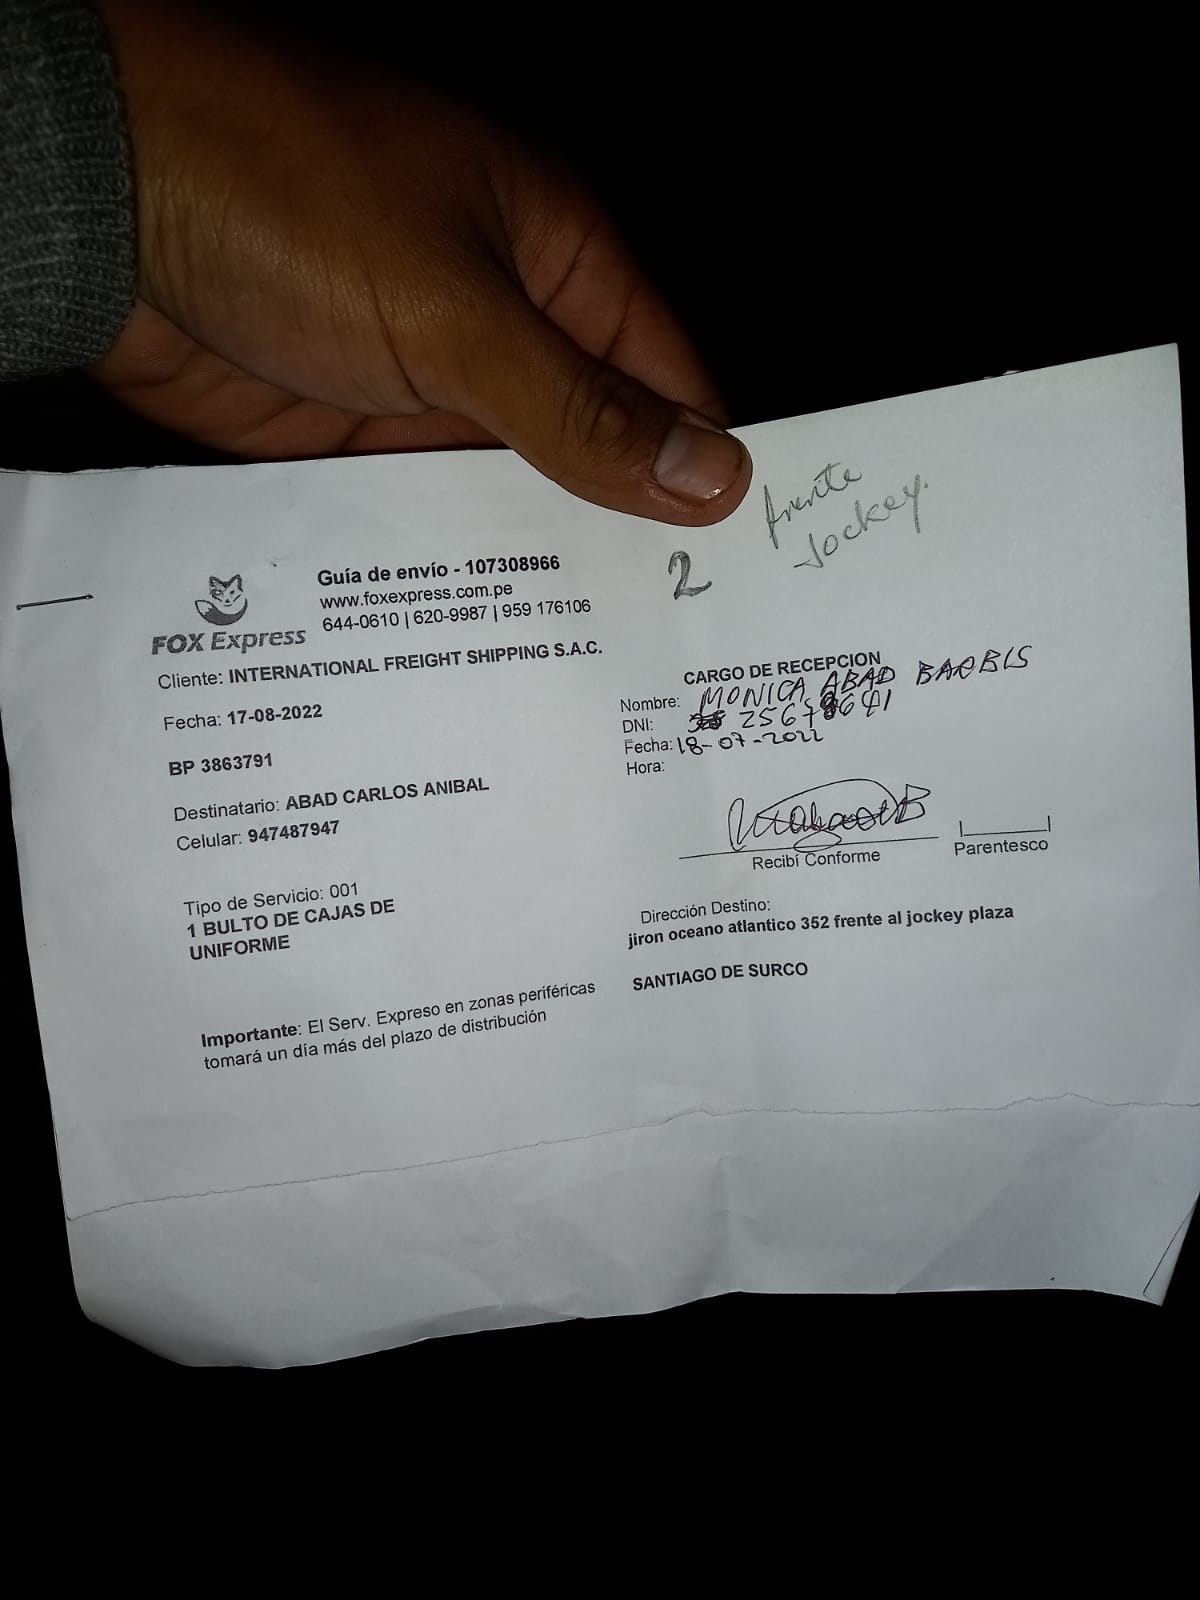 frente
Jockey.
2
FOX Express
Guía de envío - 107308966
www.foxexpress.com.pe
644-0610 | 620-9987 | 959 176106
Cliente: INTERNATIONAL FREIGHT SHIPPING S.A.C.
Fecha: 17-08-2022
BP 3863791
Destinatario: ABAD CARLOS ANIBAL
Celular: 947487947
Tipo de Servicio: 001
1 BULTO DE CAJAS DE
UNIFORME
Importante: El Serv. Expreso en zonas periféricas
tomará un día más del plazo de distribución
CARGO DE RECEPCION
Nombre: MONICA ABAD
DNI:
Fecha: 18-07-2022
Hora:
Recibí Conforme
Parentesco
Dirección Destino:
jiron oceano atlantico 352 frente al jockey plaza
SANTIAGO DE SURCO